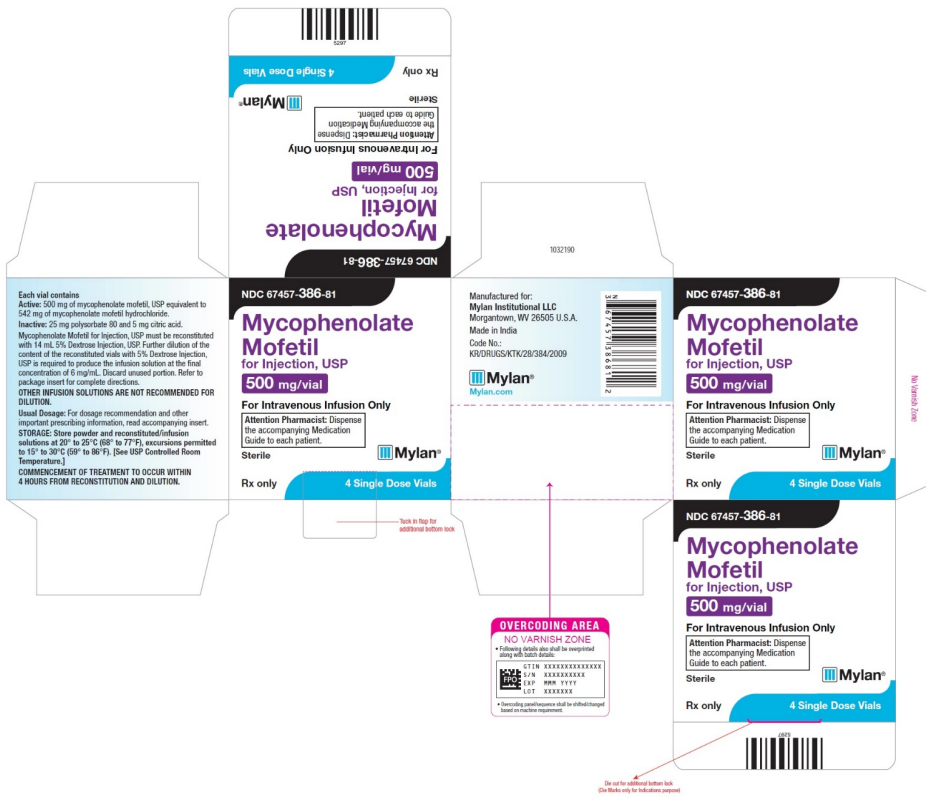 5297
4 Single Dose Vials
Rx only
Mylan®
Sterile
Attention Pharmacist: Dispense
the accompanying Medication
Guide to each patient.
For Intravenous Infusion Only
500 mg/vial
for Injection, USP
Mofetil
Mycophenolate
NDC 67457-386-81
1032190
Each vial contains
Active: 500 mg of mycophenolate mofetil, USP equivalent to
542 mg of mycophenolate mofetil hydrochloride.
Inactive: 25 mg polysorbate 80 and 5 mg citric acid.
Mycophenolate Mofetil for Injection, USP must be reconstituted
with 14 mL 5% Dextrose Injection, USP. Further dilution of the
content of the reconstituted vials with 5% Dextrose Injection,
USP is required to produce the infusion solution at the final
concentration of 6 mg/mL. Discard unused portion. Refer to
package insert for complete directions.
OTHER INFUSION SOLUTIONS ARE NOT RECOMMENDED FOR
DILUTION.
Usual Dosage: For dosage recommendation and other
important prescribing information, read accompanying insert.
STORAGE: Store powder and reconstituted/infusion
solutions at 20° to 25°C (68° to 77°F), excursions permitted
to 15° to 30°C (59° to 86°F). [See USP Controlled Room
Temperature.]
COMMENCEMENT OF TREATMENT TO OCCUR WITHIN
4 HOURS FROM RECONSTITUTION AND DILUTION.
NDC 67457-386-81
Mycophenolate
Mofetil
for Injection, USP
500 mg/vial
For Intravenous Infusion Only
Attention Pharmacist: Dispense
the accompanying Medication
Guide to each patient.
Sterile
Mylan®
Rx only
4 Single Dose Vials
Tuck in flap for
additional bottom lock
Manufactured for:
Mylan Institutional LLC
Morgantown, WV 26505 U.S.A.
Made in India
Code No.:
KR/DRUGS/KTK/28/384/2009
Mylan®
Mylan.com
N
3 67457 38681 2
NDC 67457-386-81
Mycophenolate
Mofetil
for Injection, USP
500 mg/vial
For Intravenous Infusion Only
Attention Pharmacist: Dispense
the accompanying Medication
Guide to each patient.
Sterile
Mylan®
Rx only
4 Single Dose Vials
No Varnish Zone
OVERCODING AREA
NO VARNISH ZONE
• Following details also shall be overprinted
along with batch details:
FPO
GTIN XXXXXXXXXXXXXX
S/N XXXXXXXXXX
EXP MMM YYYY
LOT XXXXXXX
• Overcoding panel/sequence shall be shifted/changed
based on machine requirement.
NDC 67457-386-81
Mycophenolate
Mofetil
for Injection, USP
500 mg/vial
For Intravenous Infusion Only
Attention Pharmacist: Dispense
the accompanying Medication
Guide to each patient.
Sterile
Mylan®
Rx only
4 Single Dose Vials
5297
Die cut for additional bottom lock
(Die Marks only for Indications purpose)